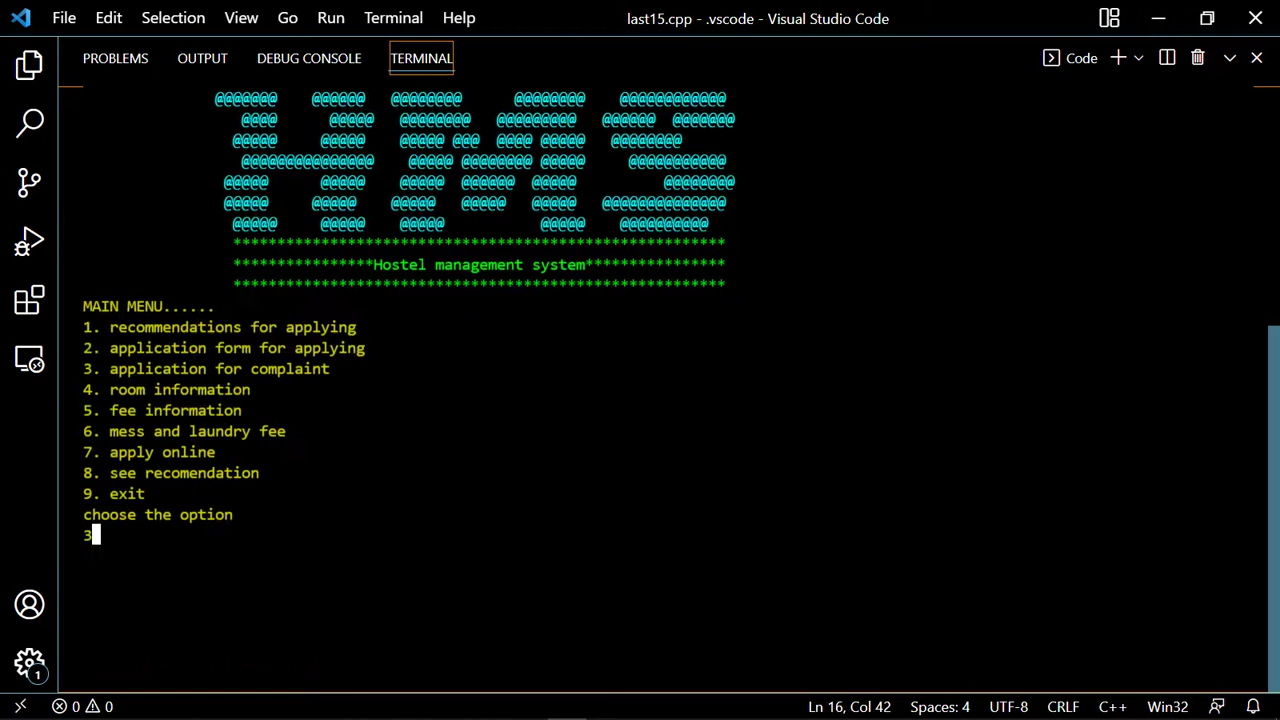 File Edit Selection View Go Run Terminal Help last15.cpp - .vscode - Visual Studio Code
PROBLEMS OUTPUT DEBUG CONSOLE TERMINAL Code
@@@@@@@ @@@@@@ @@@@@@@@ @@@@@@@@ @@@@@@@@@@@@
@@@@ @@@@@ @@@@@@@@ @@@@@@@@@ @@@@@@ @@@@@@@
@@@@@ @@@@@ @@@@@ @@@ @@@@ @@@@@ @@@@@@@@
@@@@@@@@@@@@@@@ @@@@@ @@@@@@@@ @@@@@ @@@@@@@@@@@
@@@@@ @@@@@ @@@@@ @@@@@@ @@@@@ @@@@@@@@
@@@@@ @@@@@ @@@@@ @@@@@ @@@@@ @@@@@@@@@@@@@@
@@@@@ @@@@@ @@@@@ @@@@@ @@@@@@@@@@
********************************************************
****************Hostel management system****************
********************************************************
MAIN MENU......
1. recommendations for applying
2. application form for applying
3. application for complaint
4. room information
5. fee information
6. mess and laundry fee
7. apply online
8. see recomendation
9. exit
choose the option
3
1
0 0 Ln 16, Col 42 Spaces: 4 UTF-8 CRLF C++ Win32